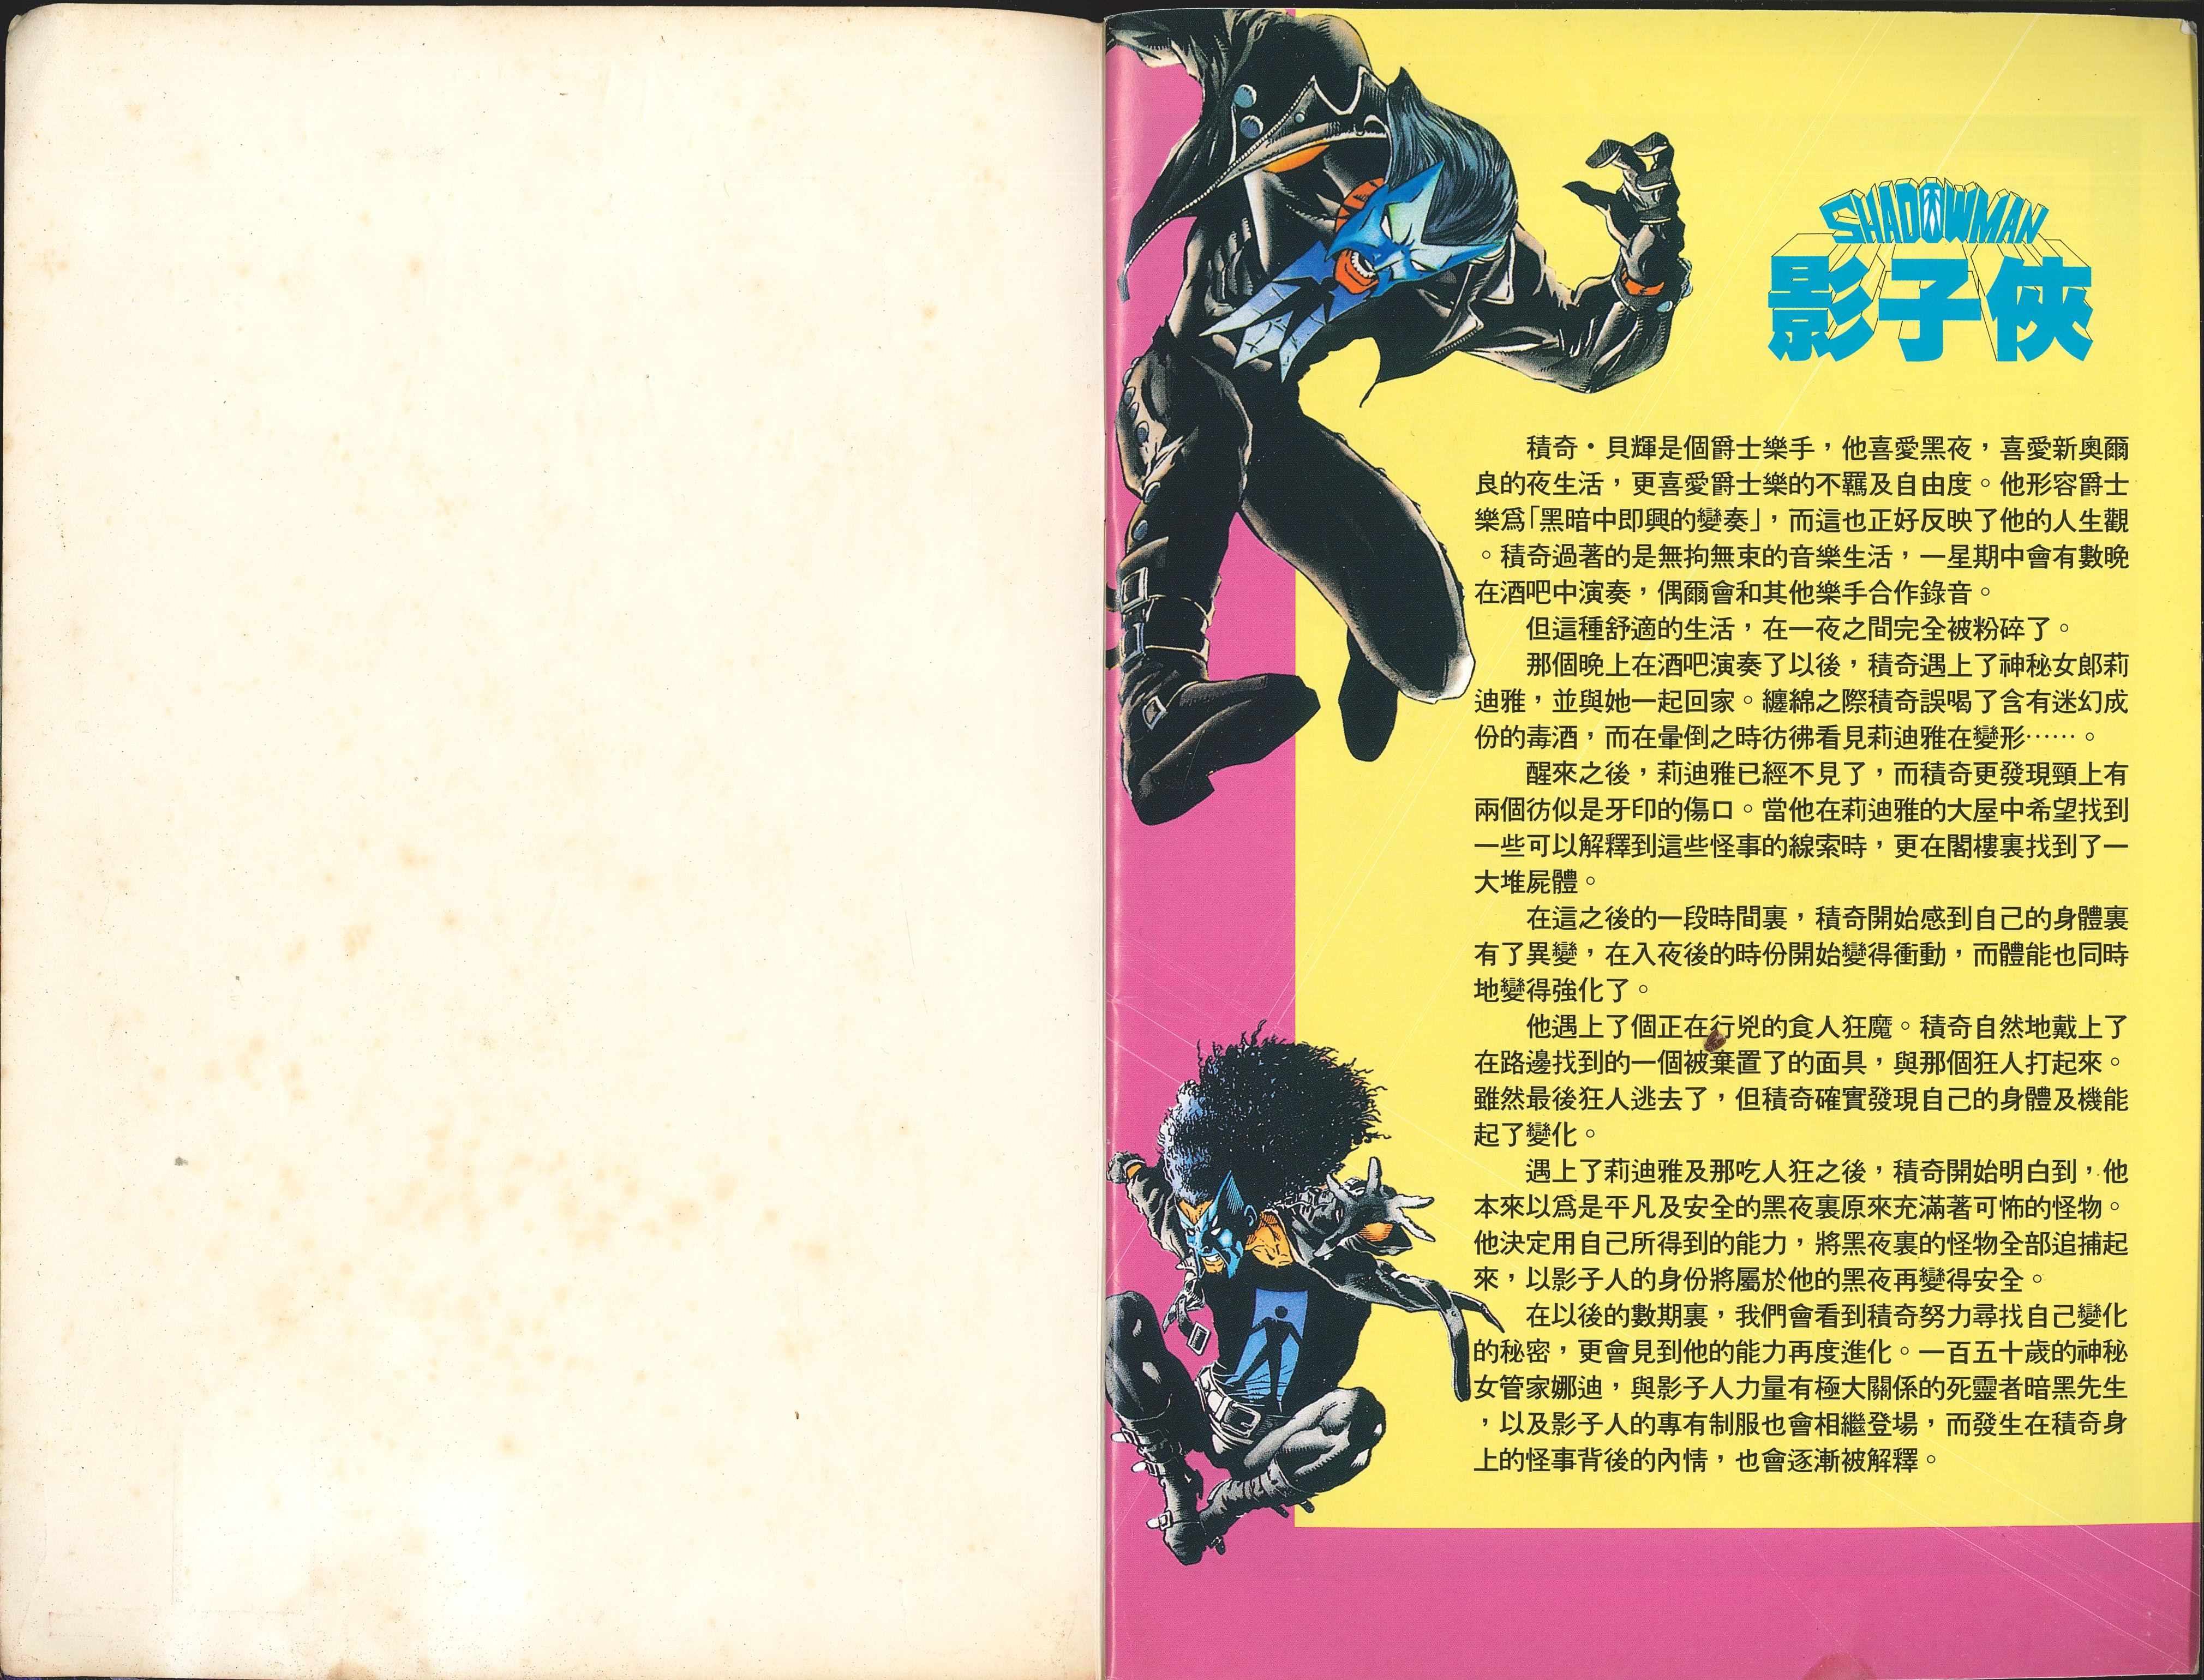 SHADOWMAN
影子俠
積奇・貝輝是個爵士樂手，他喜愛黑夜，喜愛新奧爾
良的夜生活，更喜愛爵士樂的不羈及自由度。他形容爵士
樂爲「黑暗中即興的變奏」，而這也正好反映了他的人生觀
。積奇過著的是無拘無束的音樂生活，一星期中會有數晚
在酒吧中演奏，偶爾會和其他樂手合作錄音。
但這種舒適的生活，在一夜之間完全被粉碎了。
那個晚上在酒吧演奏了以後，積奇遇上了神秘女郞莉
迪雅，並與她一起回家。纏綿之際積奇誤喝了含有迷幻成
份的毒酒，而在暈倒之時彷彿看見莉迪雅在變形……。
醒來之後，莉迪雅已經不見了，而積奇更發現頸上有
兩個彷似是牙印的傷口。當他在莉迪雅的大屋中希望找到
一些可以解釋到這些怪事的線索時，更在閣樓裏找到了一
大堆屍體。
在這之後的一段時間裏，積奇開始感到自己的身體裏
有了異變，在入夜後的時份開始變得衝動，而體能也同時
地變得強化了。
他遇上了個正在行兇的食人狂魔。積奇自然地戴上了
在路邊找到的一個被棄置了的面具，與那個狂人打起來。
雖然最後狂人逃去了，但積奇確實發現自己的身體及機能
起了變化。
遇上了莉迪雅及那吃人狂之後，積奇開始明白到，他
本來以爲是平凡及安全的黑夜裏原來充滿著可怖的怪物。
他決定用自己所得到的能力，將黑夜裏的怪物全部追捕起
來，以影子人的身份將屬於他的黑夜再變得安全。
在以後的數期裏，我們會看到積奇努力尋找自己變化
的秘密，更會見到他的能力再度進化。一百五十歲的神秘
女管家娜迪，與影子人力量有極大關係的死靈者暗黑先生
，以及影子人的專有制服也會相繼登場，而發生在積奇身
上的怪事背後的內情，也會逐漸被解釋。